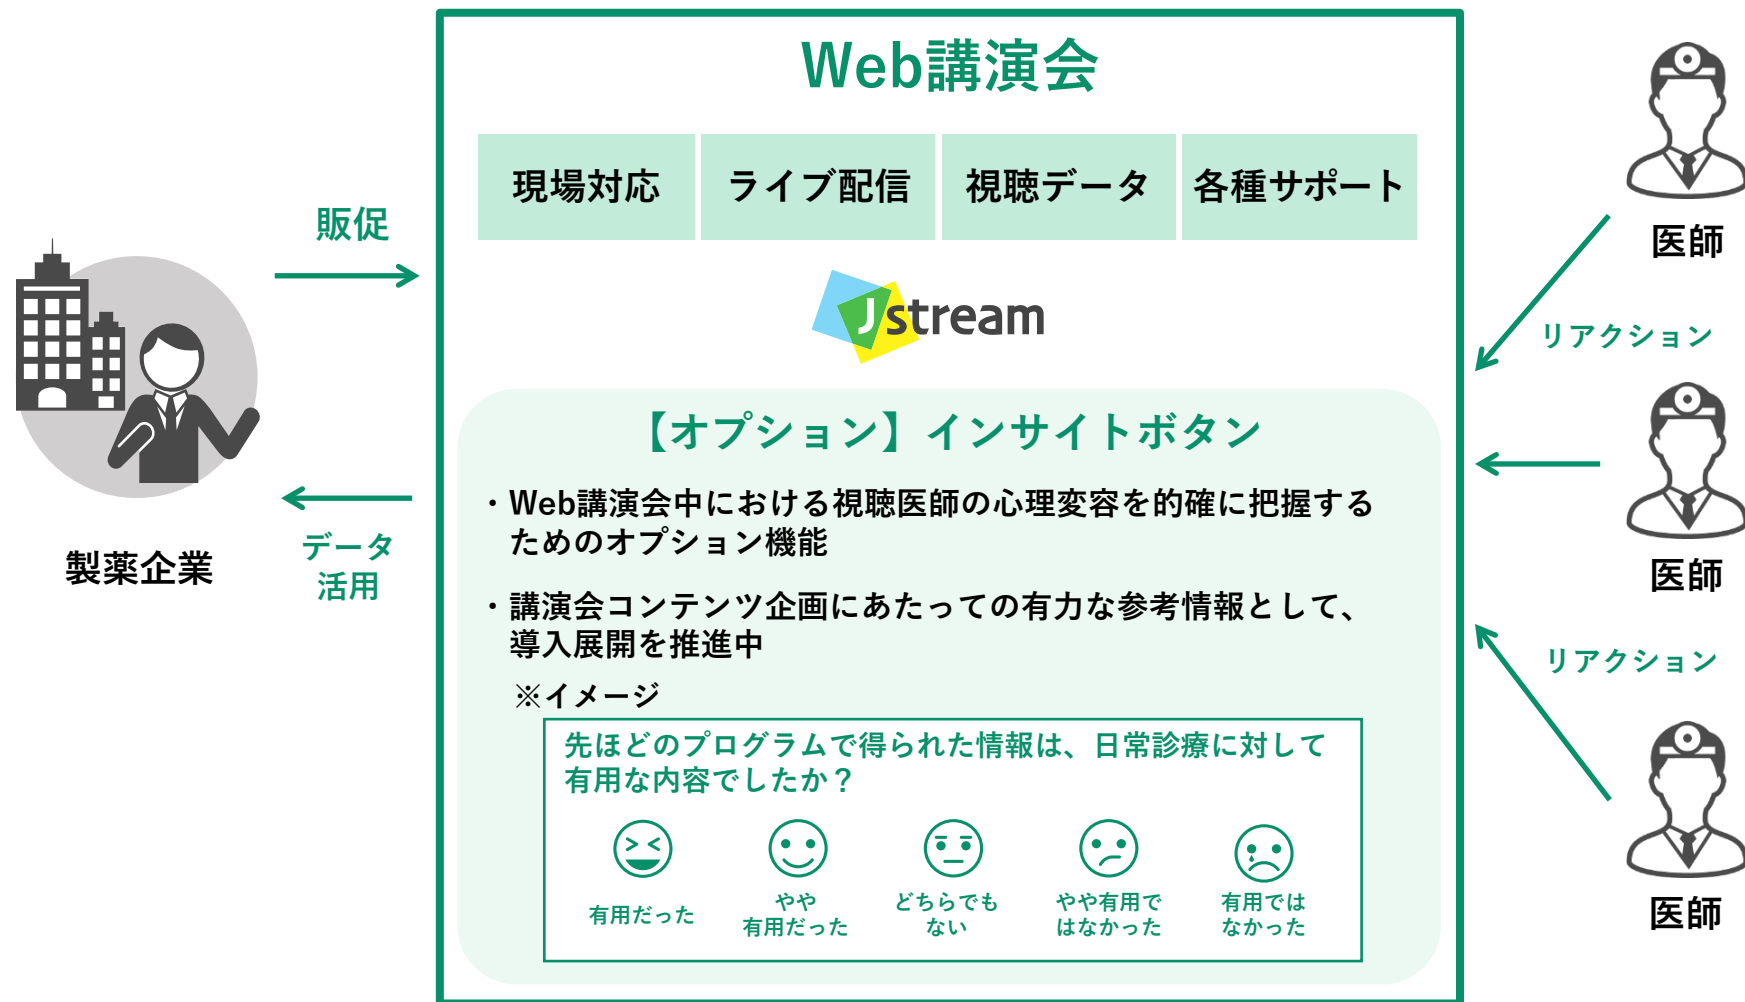 Web講演会
現場対応
ライブ配信
視聴データ
各種サポート
Jstream
販促
製薬企業
データ
活用
【オプション】インサイトボタン
・Web講演会中における視聴医師の心理変容を的確に把握する
ためのオプション機能
・講演会コンテンツ企画にあたっての有力な参考情報として、
導入展開を推進中
※イメージ
先ほどのプログラムで得られた情報は、日常診療に対して
有用な内容でしたか？
有用だった
やや
有用だった
どちらでも
ない
やや有用で
はなかった
有用では
なかった
医師
リアクション
医師
リアクション
医師